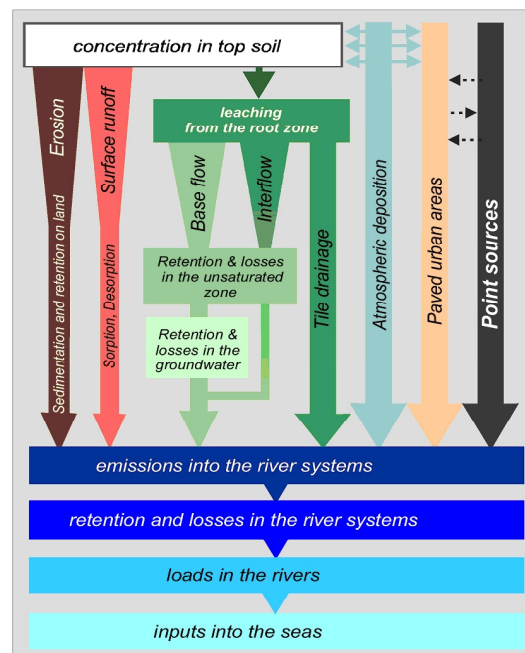 concentration in top soil
leaching
from the root zone
Erosion
Sedimentation and retention on land
Surface runoff
Sorption, Desorption
Base flow
Interflow
Tile drainage
Atmospheric deposition
Paved urban areas
Point sources
Retention & losses
in the unsaturated
zone
Retention &
losses in the
groundwater
emissions into the river systems
retention and losses in the river systems
loads in the rivers
inputs into the seas